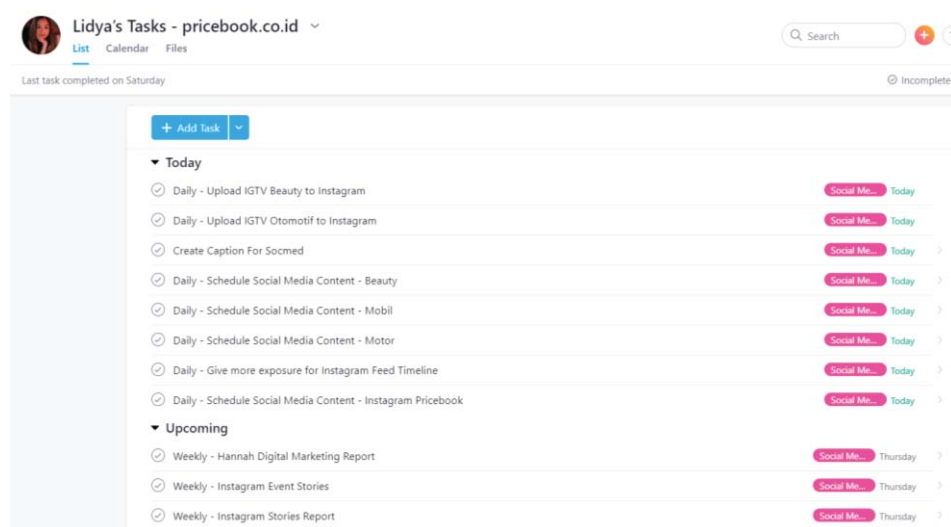 Lidya's Tasks - pricebook.co.id
List Calendar Files
Search
Last task completed on Saturday
Incomplete
+ Add Task
Today
Daily - Upload IGTV Beauty to Instagram Social Me... Today
Daily - Upload IGTV Otomotif to Instagram Social Me... Today
Create Caption For Socmed Social Me... Today
Daily - Schedule Social Media Content - Beauty Social Me... Today
Daily - Schedule Social Media Content - Mobil Social Me... Today
Daily - Schedule Social Media Content - Motor Social Me... Today
Daily - Give more exposure for Instagram Feed Timeline Social Me... Today
Daily - Schedule Social Media Content - Instagram Pricebook Social Me... Today
Upcoming
Weekly - Hannah Digital Marketing Report Social Me... Thursday
Weekly - Instagram Event Stories Social Me... Thursday
Weekly - Instagram Stories Report Social Me... Thursday